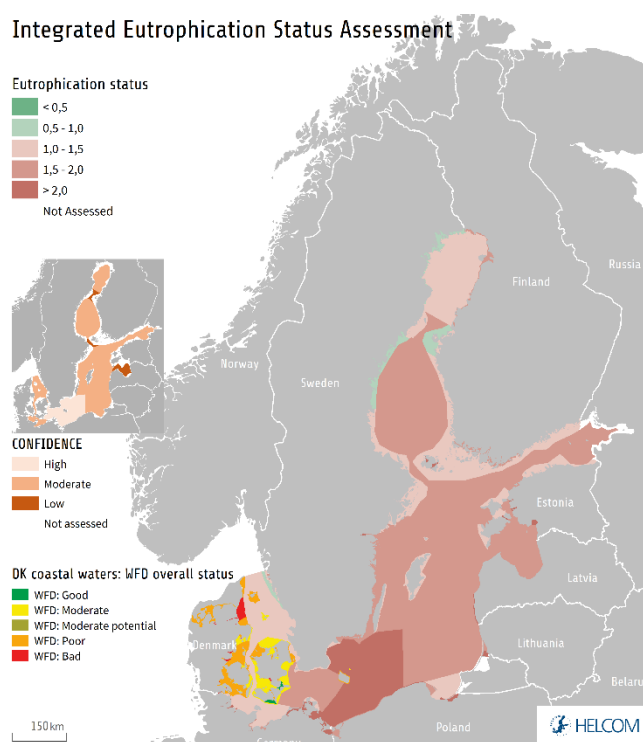 Integrated Eutrophication Status Assessment
Eutrophication status
< 0,5
0,5 - 1,0
1,0 - 1,5
1,5 - 2,0
> 2,0
Not Assessed
Russia
Finland
Norway
Sweden
CONFIDENCE
High
Moderate
Low
Not assessed
Estonia
Latvia
DK coastal waters: WFD overall status
WFD: Good
WFD: Moderate
WFD: Moderate potential
WFD: Poor
WFD: Bad
Denmark
Lithuania
Belaru
150 km
Poland
HELCOM